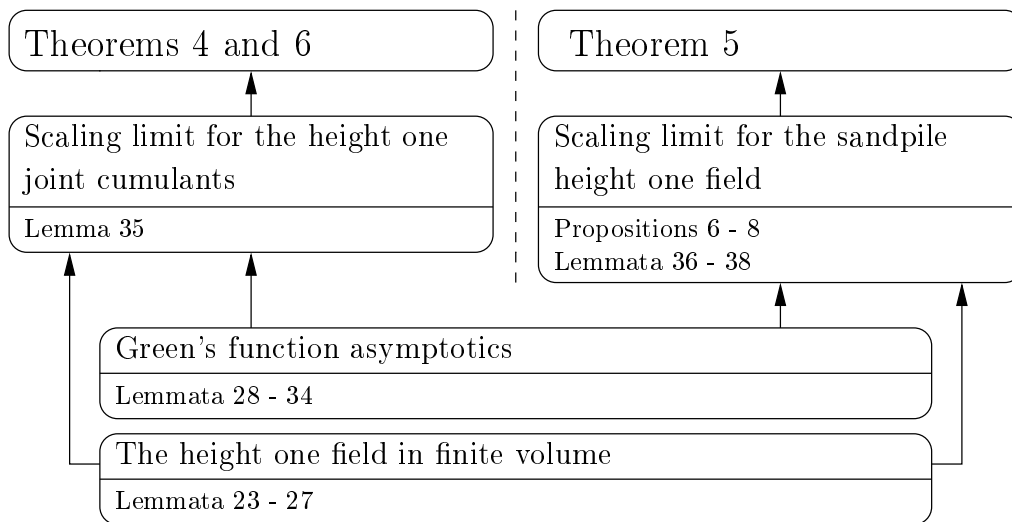 Theorems 4 and 6
Theorem 5
Scaling limit for the height one
joint cumulants
Lemma 35
Scaling limit for the sandpile
height one field
Propositions 6 - 8
Lemmata 36 - 38
Green's function asymptotics
Lemmata 28 - 34
The height one field in finite volume
Lemmata 23 - 27